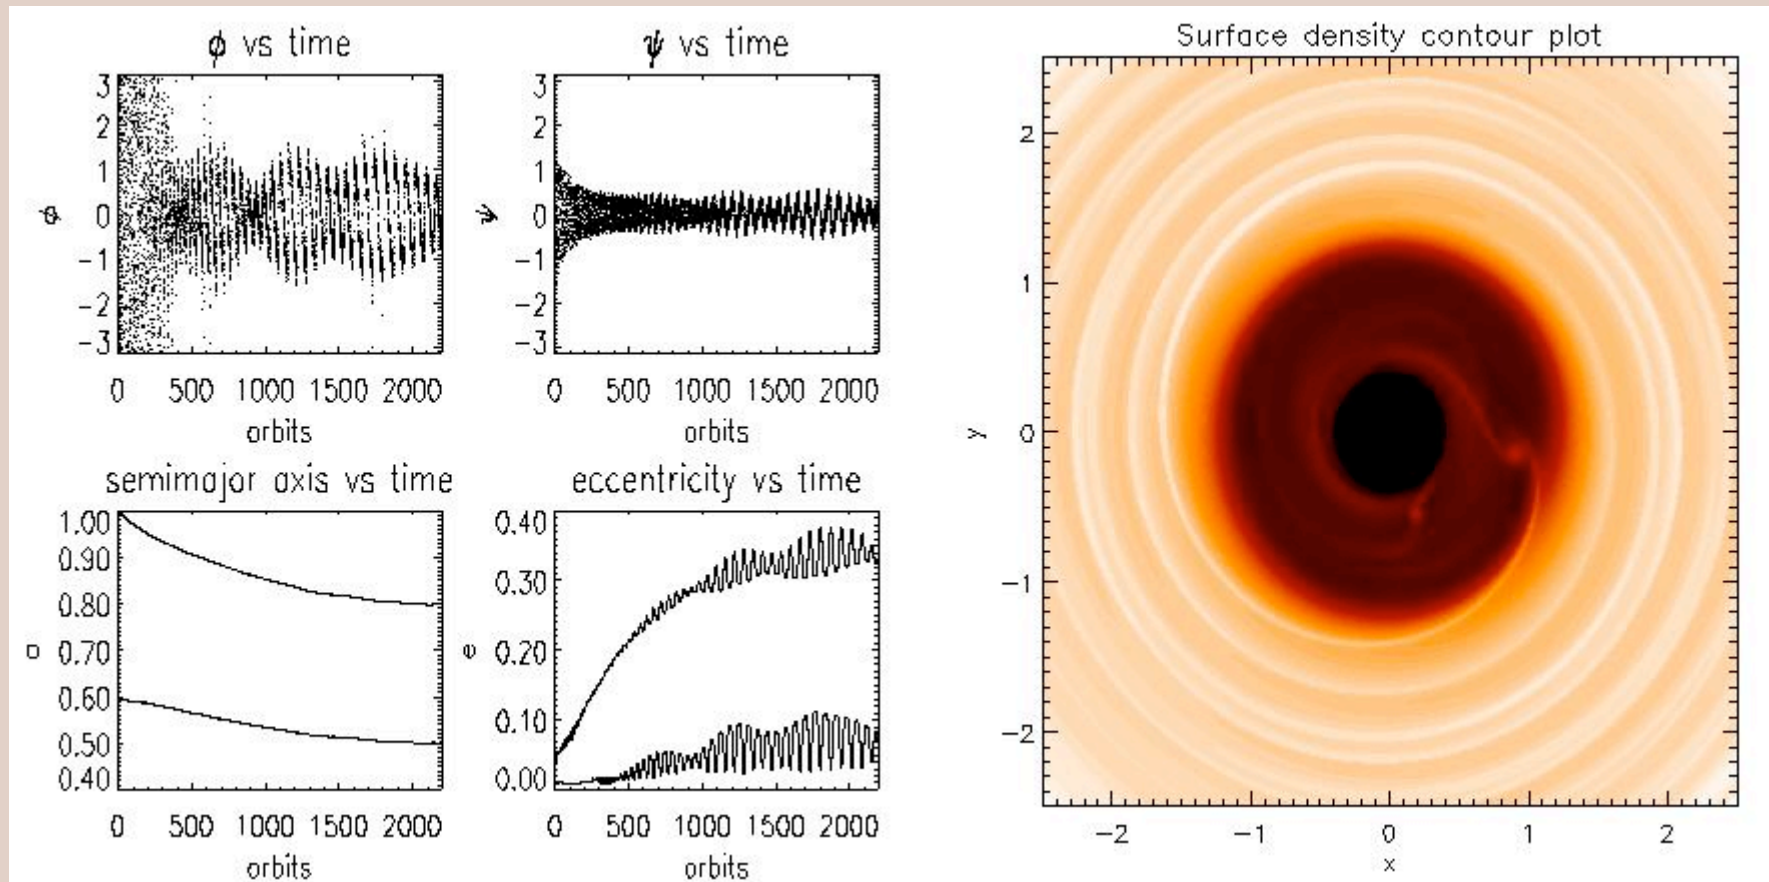 ϕ vs time
3
2
1
0
−1
−2
−3
ϕ
0 500 1000 1500 2000
orbits
ψ vs time
3
2
1
0
−1
−2
−3
ψ
0 500 1000 1500 2000
orbits
semimajor axis vs time
1.00
0.90
0.80
0.70
0.60
0.50
0.40
a
0 500 1000 1500 2000
orbits
eccentricity vs time
0.40
0.30
0.20
0.10
0.00
e
0 500 1000 1500 2000
orbits
Surface density contour plot
2
1
0
−1
−2
y
−2 −1 0 1 2
x